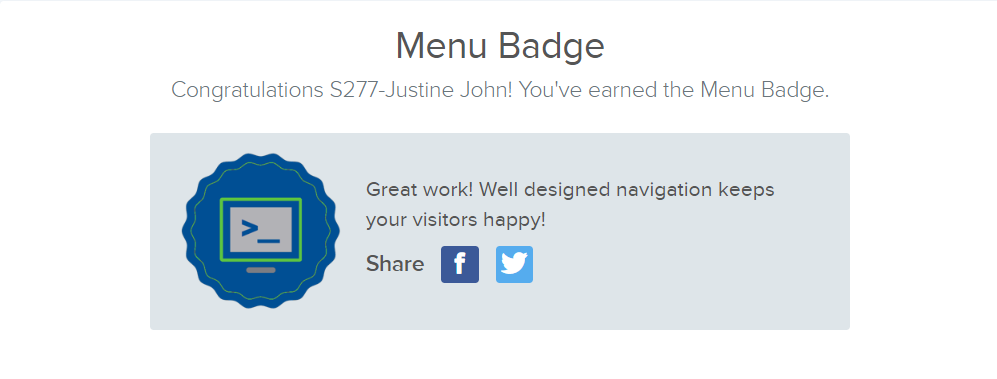 Menu Badge
Congratulations S277-Justine John! You've earned the Menu Badge.
Great work! Well designed navigation keeps
your visitors happy!
>_
Share f